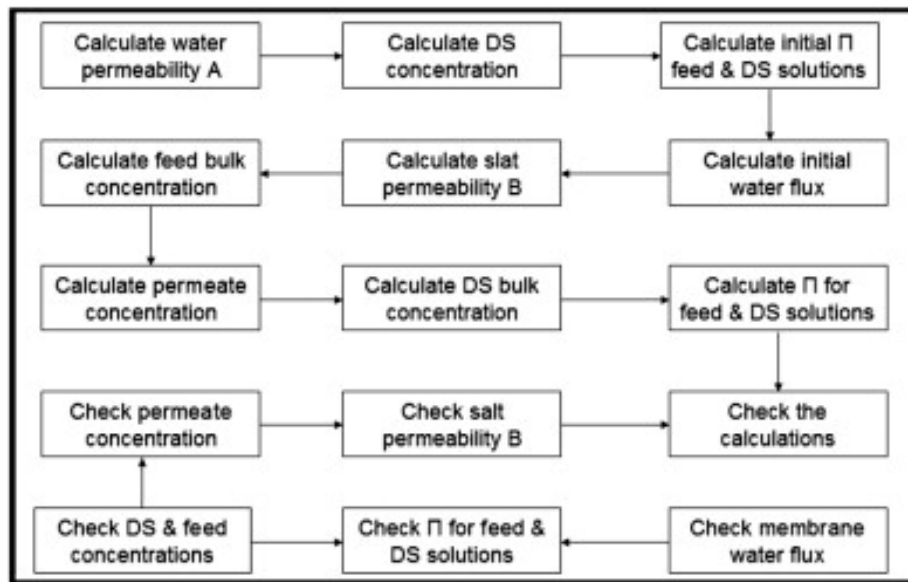 Calculate water
permeability A
Calculate DS
concentration
Calculate initial Π
feed & DS solutions
Calculate feed bulk
concentration
Calculate slat
permeability B
Calculate initial
water flux
Calculate permeate
concentration
Calculate DS bulk
concentration
Calculate Π for
feed & DS solutions
Check permeate
concentration
Check salt
permeability B
Check the
calculations
Check DS & feed
concentrations
Check Π for feed &
DS solutions
Check membrane
water flux